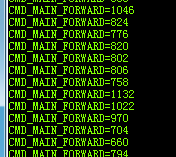 CMD_MAIN_FORWARD=1046
CMD_MAIN_FORWARD=824
CMD_MAIN_FORWARD=776
CMD_MAIN_FORWARD=820
CMD_MAIN_FORWARD=802
CMD_MAIN_FORWARD=806
CMD_MAIN_FORWARD=758
CMD_MAIN_FORWARD=1132
CMD_MAIN_FORWARD=1022
CMD_MAIN_FORWARD=970
CMD_MAIN_FORWARD=704
CMD_MAIN_FORWARD=660
CMD_MAIN_FORWARD=794